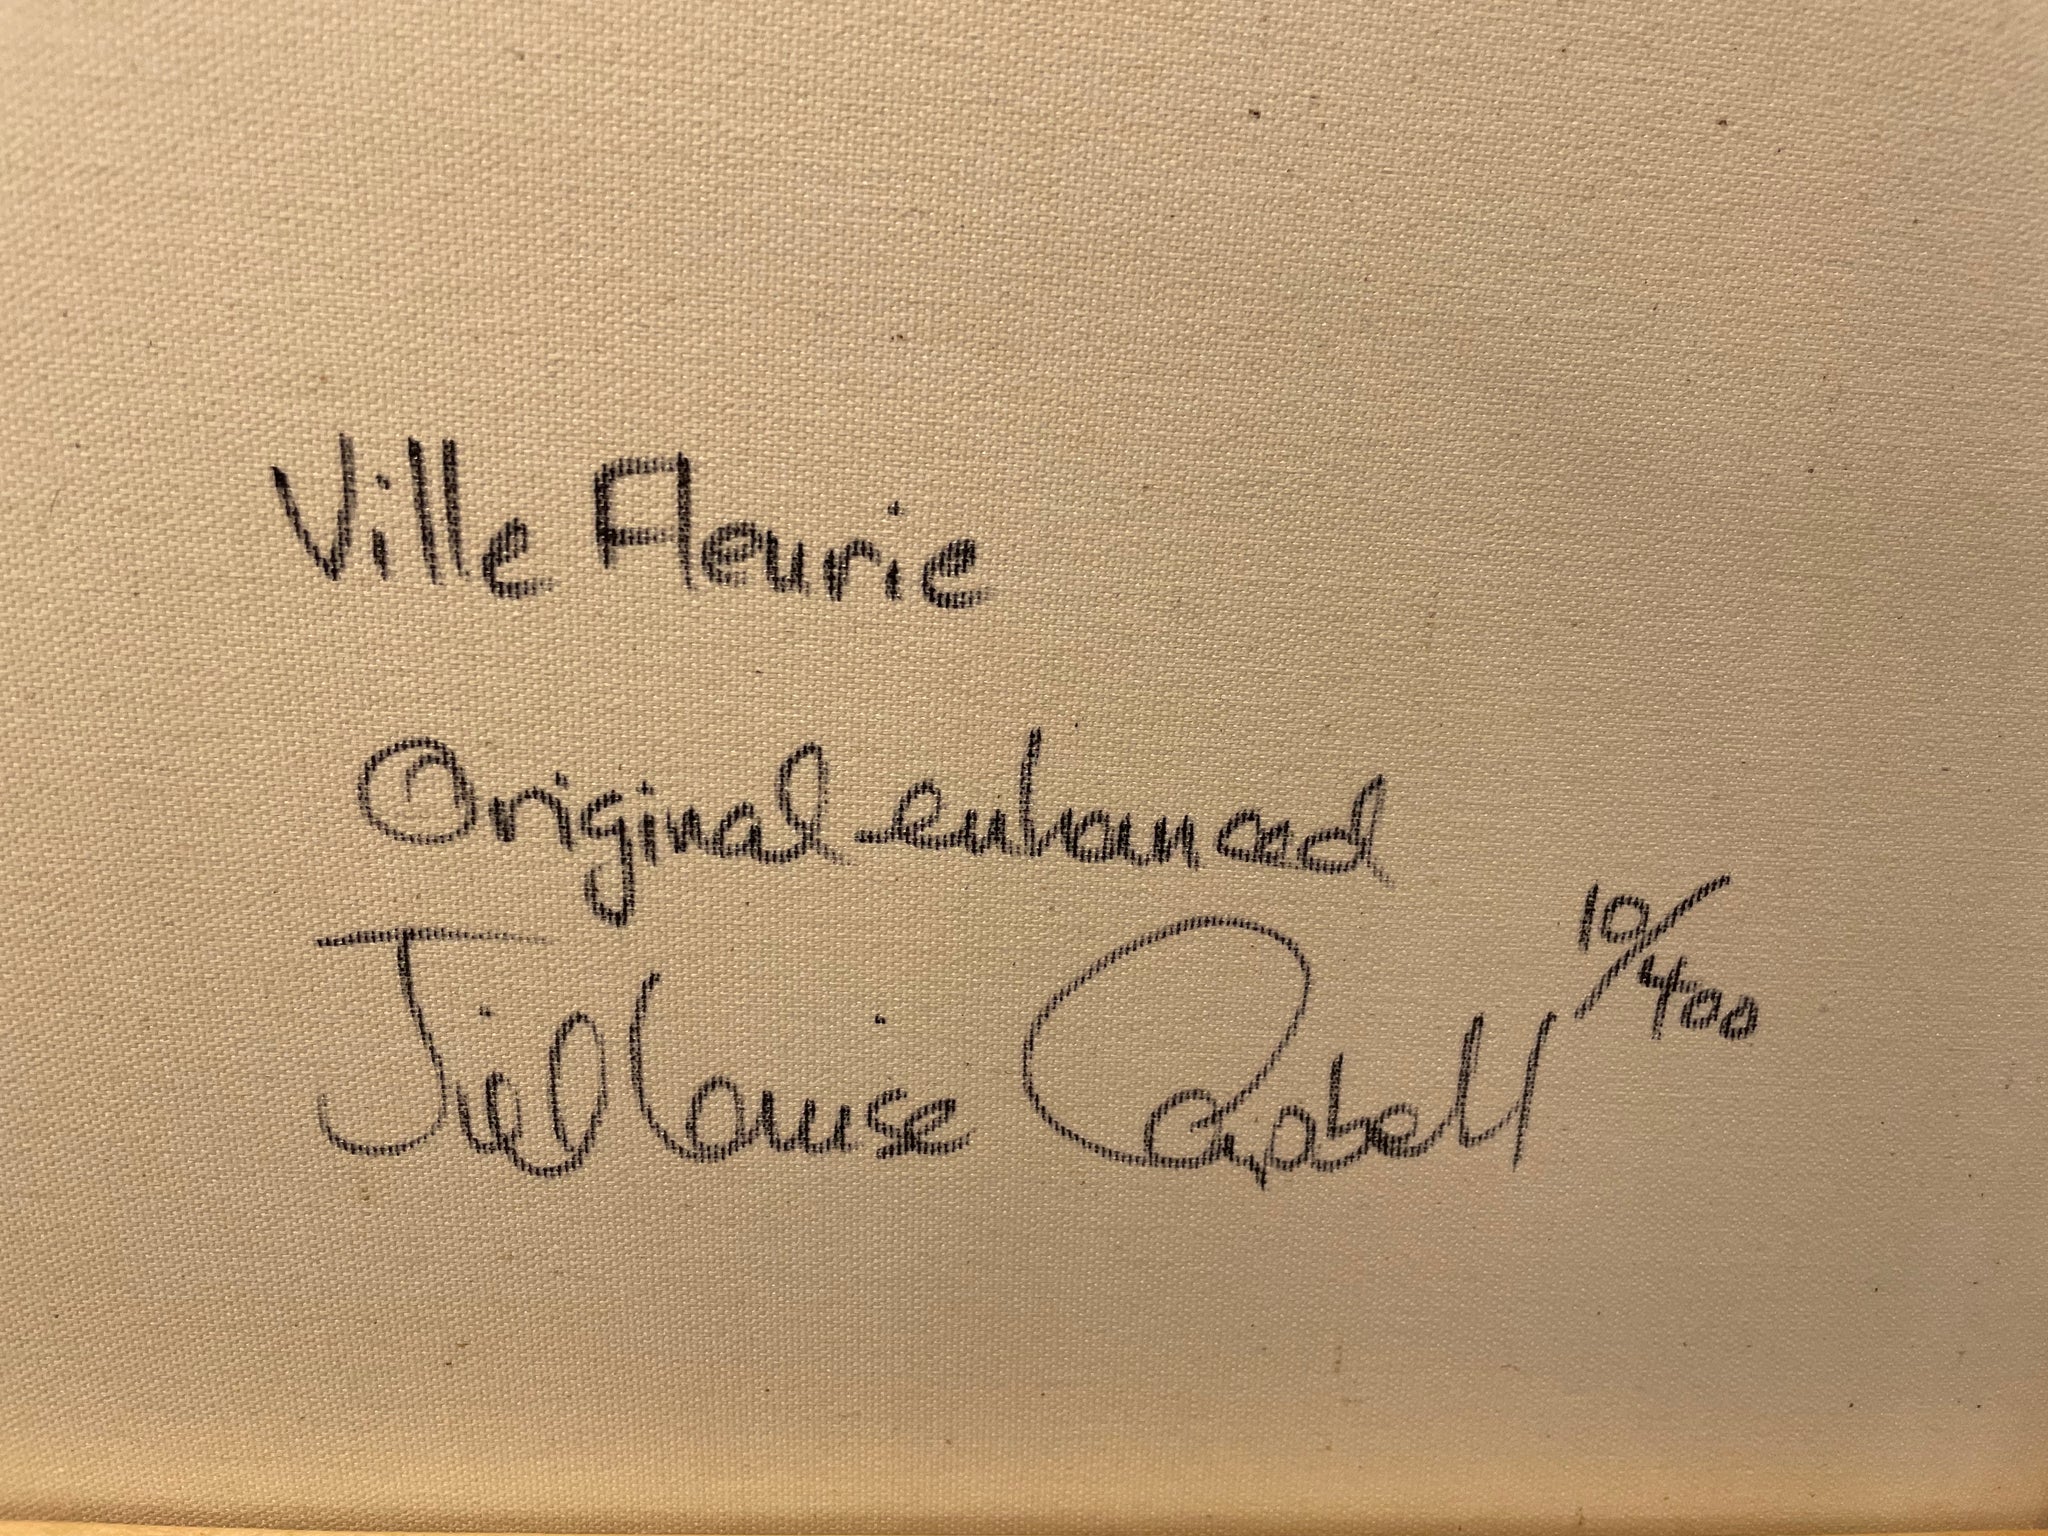 Ville Fleurie
Original enhanced
Jill Louise Campbell 10/400